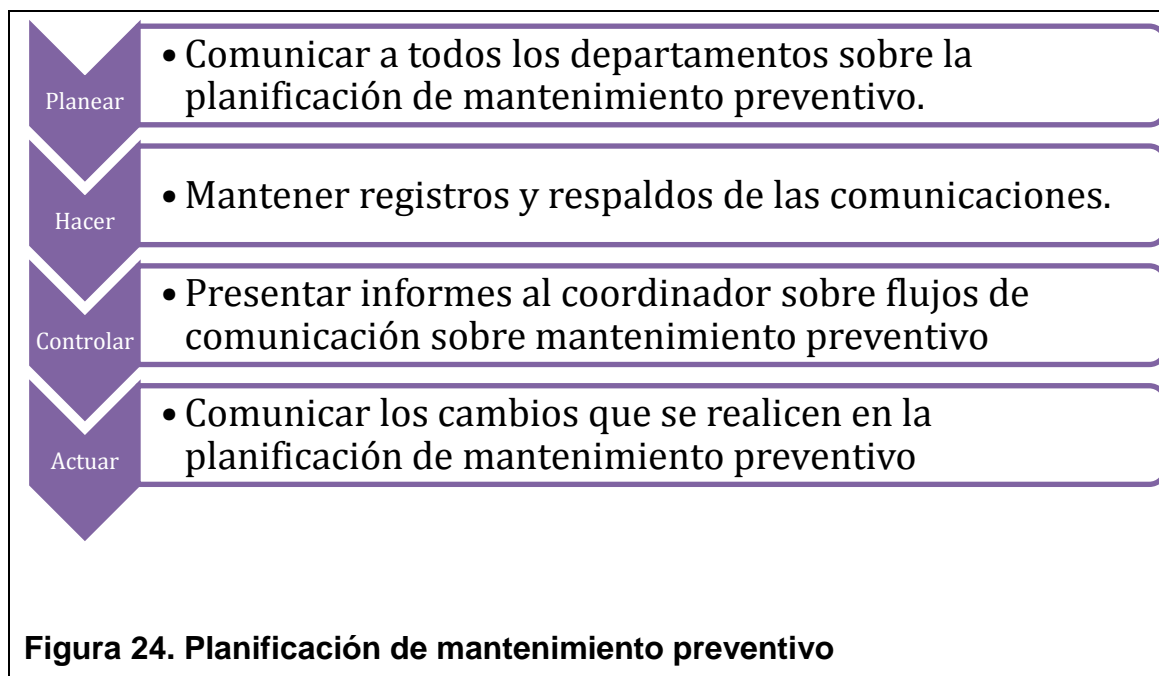 Planear
• Comunicar a todos los departamentos sobre la
planificación de mantenimiento preventivo.
Hacer
• Mantener registros y respaldos de las comunicaciones.
Controlar
• Presentar informes al coordinador sobre flujos de
comunicación sobre mantenimiento preventivo
Actuar
• Comunicar los cambios que se realicen en la
planificación de mantenimiento preventivo
Figura 24. Planificación de mantenimiento preventivo